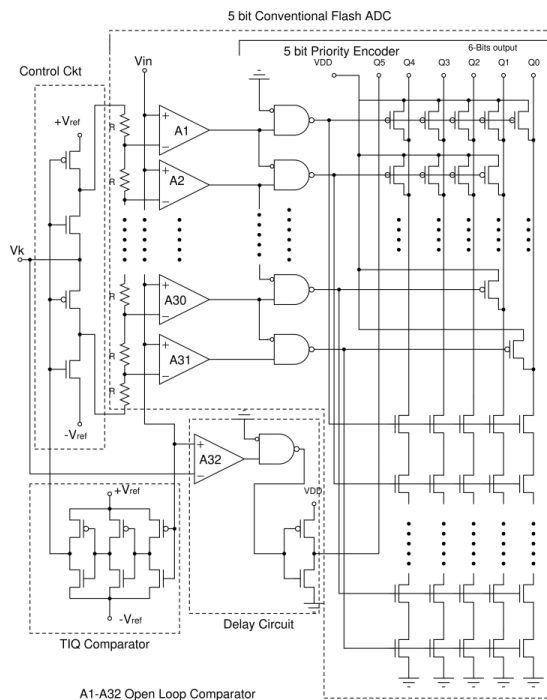 5 bit Conventional Flash ADC
5 bit Priority Encoder
6-Bits output
Control Ckt
Vin
VDD
Q5 Q4 Q3 Q2 Q1 Q0
+Vref
R
+
A1
−
R
+
A2
−
Vk
R
+
A30
−
R
+
A31
−
R
-Vref
+
A32
−
VDD
+Vref
-Vref
Delay Circuit
TIQ Comparator
A1-A32 Open Loop Comparator